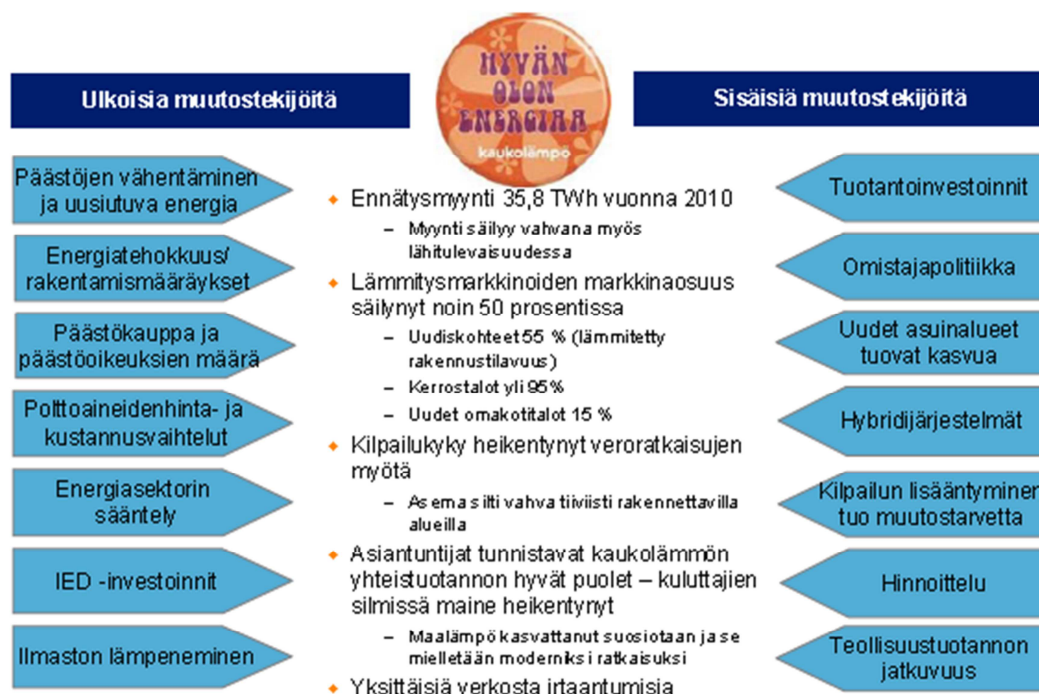 HYVÄN
OLON
ENERGIAA
kaukolämpö
Ulkoisia muutostekijöitä
Päästöjen vähentäminen
ja uusiutuva energia
Energiatehokkuus/
rakentamismääräykset
Päästökauppa ja
päästöoikeuksien määrä
Polttoaineidenhinta- ja
kustannusvaihtelut
Energiasektorin
sääntely
IED -investoinnit
Ilmaston lämpeneminen
Ennätysmyynti 35,8 TWh vuonna 2010
– Myynti säilyy vahvana myös
lähitulevaisuudessa
Lämmitysmarkkinoiden markkinaosuus
säilynyt noin 50 prosentissa
– Uudiskohteet 55 % (lämmitetty
rakennustilavuus)
– Kerrostalot yli 95%
– Uudet omakotitalot 15 %
Kilpailukyky heikentynyt veroratkaisujen
myötä
– Asema silti vahva tiiviisti rakennettavilla
alueilla
Asiantuntijat tunnistavat kaukolämmön
yhteistuotannon hyvät puolet – kuluttajien
silmissä maine heikentynyt
– Maalämpö kasvattanut suosiotaan ja se
mielletään moderniksi ratkaisuksi
Yksittäisiä verkosta irtaantumisia
Sisäisiä muutostekijöitä
Tuotantoinvestoinnit
Omistajapolitiikka
Uudet asuinalueet
tuovat kasvua
Hybridijärjestelmät
Kilpailun lisääntyminen
tuo muutostarvetta
Hinnoittelu
Teollisuustuotannon
jatkuvuus